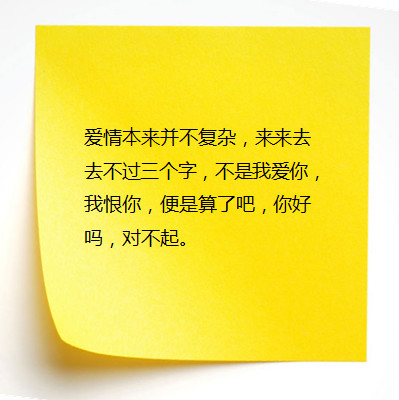 爱情本来并不复杂，来来去
去不过三个字，不是我爱你，
我恨你，便是算了吧，你好
吗，对不起。